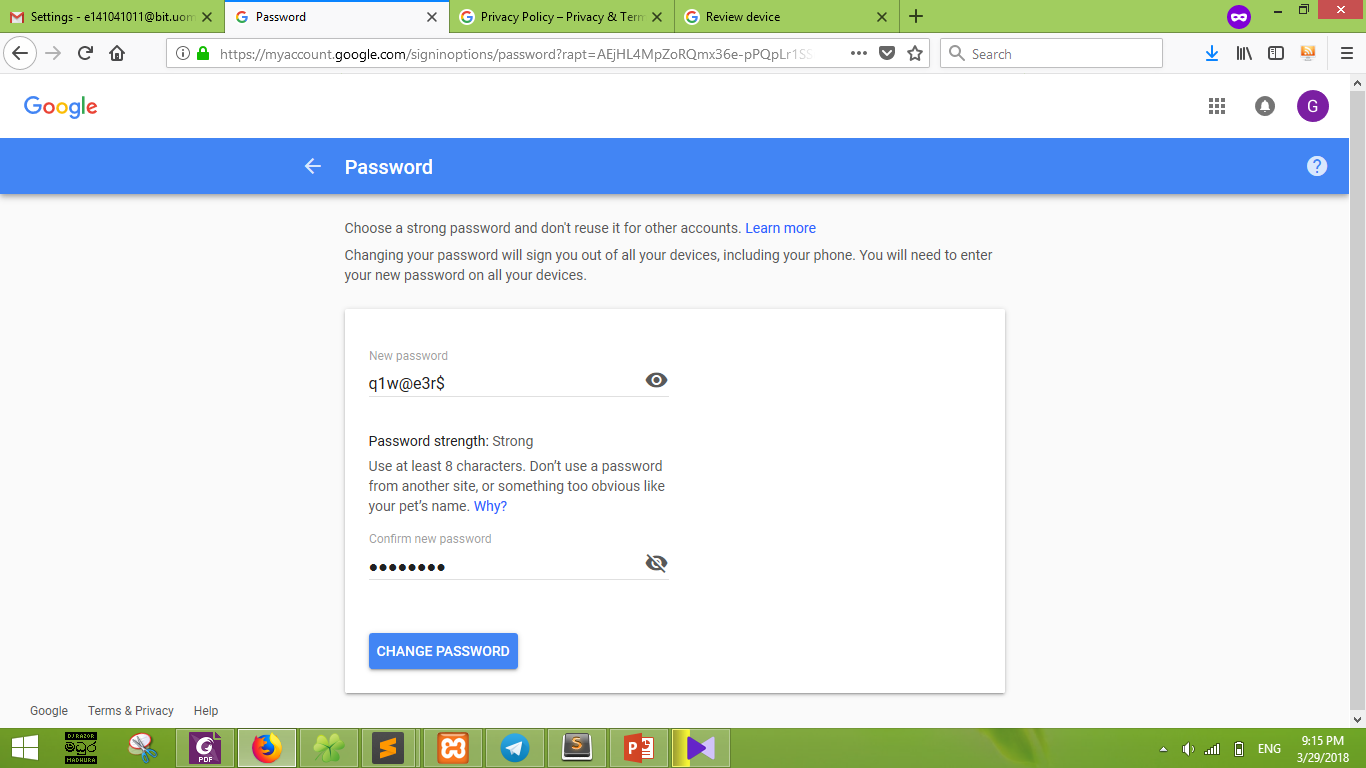 Settings - e141041011@bit.uom
Password
Privacy Policy – Privacy & Tern
Review device
https://myaccount.google.com/signinoptions/password?rapt=AEjHL4MpZoRQmx36e-pPQpLr1SS
Search
Google
G
Password
?
Choose a strong password and don't reuse it for other accounts. Learn more
Changing your password will sign you out of all your devices, including your phone. You will need to enter
your new password on all your devices.
New password
q1w@e3r$
Password strength: Strong
Use at least 8 characters. Don’t use a password
from another site, or something too obvious like
your pet’s name. Why?
Confirm new password
••••••••
CHANGE PASSWORD
Google Terms & Privacy Help
DJ RAZOR
MADHURA
PDF
ENG
9:15 PM
3/29/2018